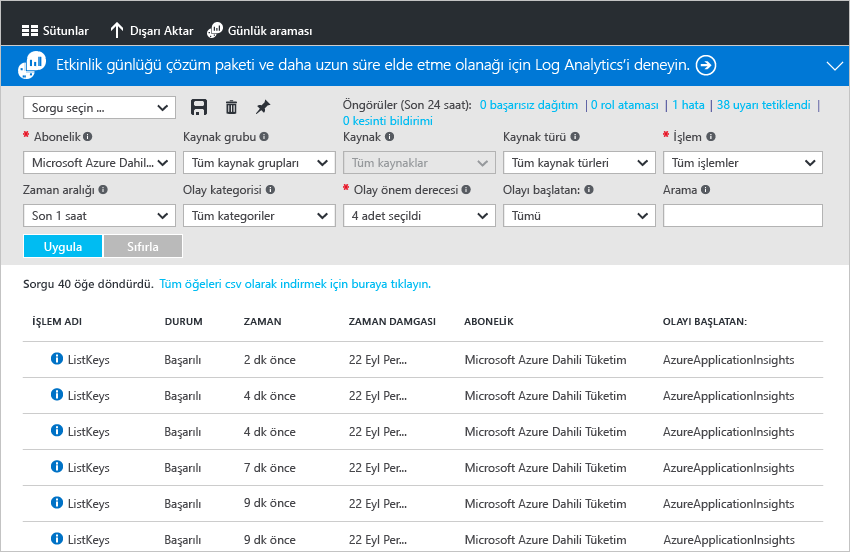 Sütunlar Dışarı Aktar Günlük araması
Etkinlik günlüğü çözüm paketi ve daha uzun süre elde etme olanağı için Log Analytics'i deneyin.
Sorgu seçin ... Öngörüler (Son 24 saat): 0 başarısız dağıtım | 0 rol ataması | 1 hata | 38 uyarı tetiklendi |
0 kesinti bildirimi
* Abonelik Kaynak grubu Kaynak Kaynak türü * İşlem
Microsoft Azure Dahil... Tüm kaynak grupları Tüm kaynaklar Tüm kaynak türleri Tüm işlemler
Zaman aralığı Olay kategorisi * Olay önem derecesi Olayı başlatan: Arama
Son 1 saat Tüm kategoriler 4 adet seçildi Tümü
Uygula Sıfırla
Sorgu 40 öğe döndürdü. Tüm öğeleri csv olarak indirmek için buraya tıklayın.
İŞLEM ADI DURUM ZAMAN ZAMAN DAMGASI ABONELİK OLAYI BAŞLATAN:
ListKeys Başarılı 2 dk önce 22 Eyl Per... Microsoft Azure Dahili Tüketim AzureApplicationInsights
ListKeys Başarılı 4 dk önce 22 Eyl Per... Microsoft Azure Dahili Tüketim AzureApplicationInsights
ListKeys Başarılı 4 dk önce 22 Eyl Per... Microsoft Azure Dahili Tüketim AzureApplicationInsights
ListKeys Başarılı 7 dk önce 22 Eyl Per... Microsoft Azure Dahili Tüketim AzureApplicationInsights
ListKeys Başarılı 9 dk önce 22 Eyl Per... Microsoft Azure Dahili Tüketim AzureApplicationInsights
ListKeys Başarılı 9 dk önce 22 Eyl Per... Microsoft Azure Dahili Tüketim AzureApplicationInsights